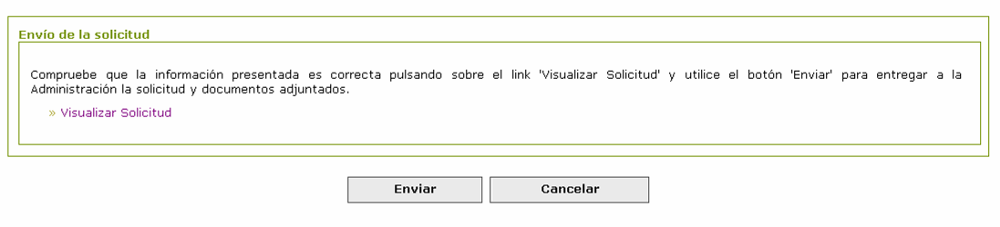 Envío de la solicitud
Compruebe que la información presentada es correcta pulsando sobre el link 'Visualizar Solicitud' y utilice el botón 'Enviar' para entregar a la
Administración la solicitud y documentos adjuntados.
» Visualizar Solicitud
Enviar Cancelar